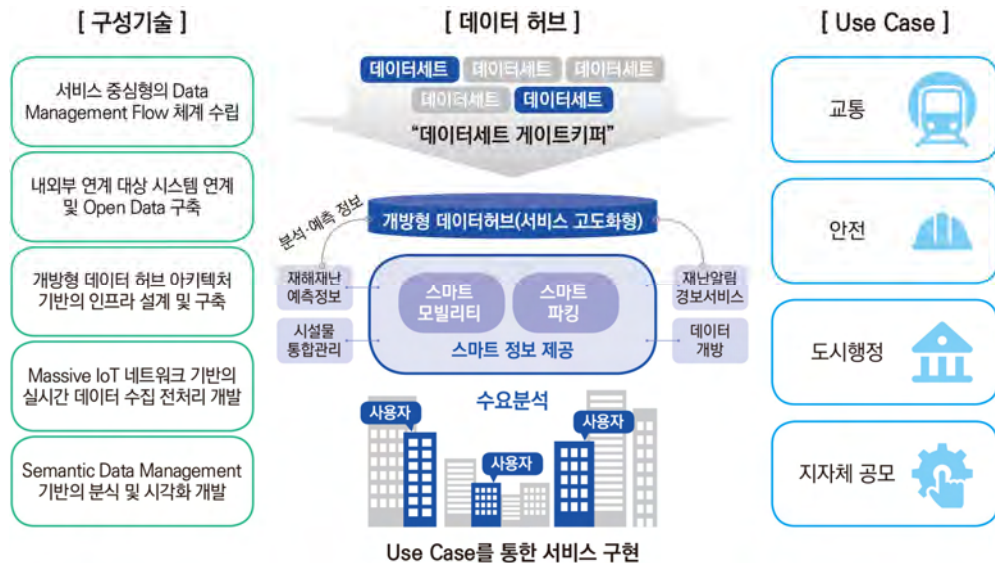 [ 구성기술 ]
서비스 중심형의 Data
Management Flow 체계 수립
내외부 연계 대상 시스템 연계
및 Open Data 구축
개방형 데이터 허브 아키텍처
기반의 인프라 설계 및 구축
Massive IoT 네트워크 기반의
실시간 데이터 수집 전처리 개발
Semantic Data Management
기반의 분식 및 시각화 개발
[ 데이터 허브 ]
데이터세트 데이터세트 데이터세트
데이터세트 데이터세트
“데이터세트 게이트키퍼”
분석·예측 정보
개방형 데이터허브(서비스 고도화형)
재해재난
예측정보
시설물
통합관리
스마트
모빌리티
스마트
파킹
스마트 정보 제공
재난알림
경보서비스
데이터
개방
수요분석
사용자
사용자
사용자
Use Case를 통한 서비스 구현
[ Use Case ]
교통
안전
도시행정
지자체 공모